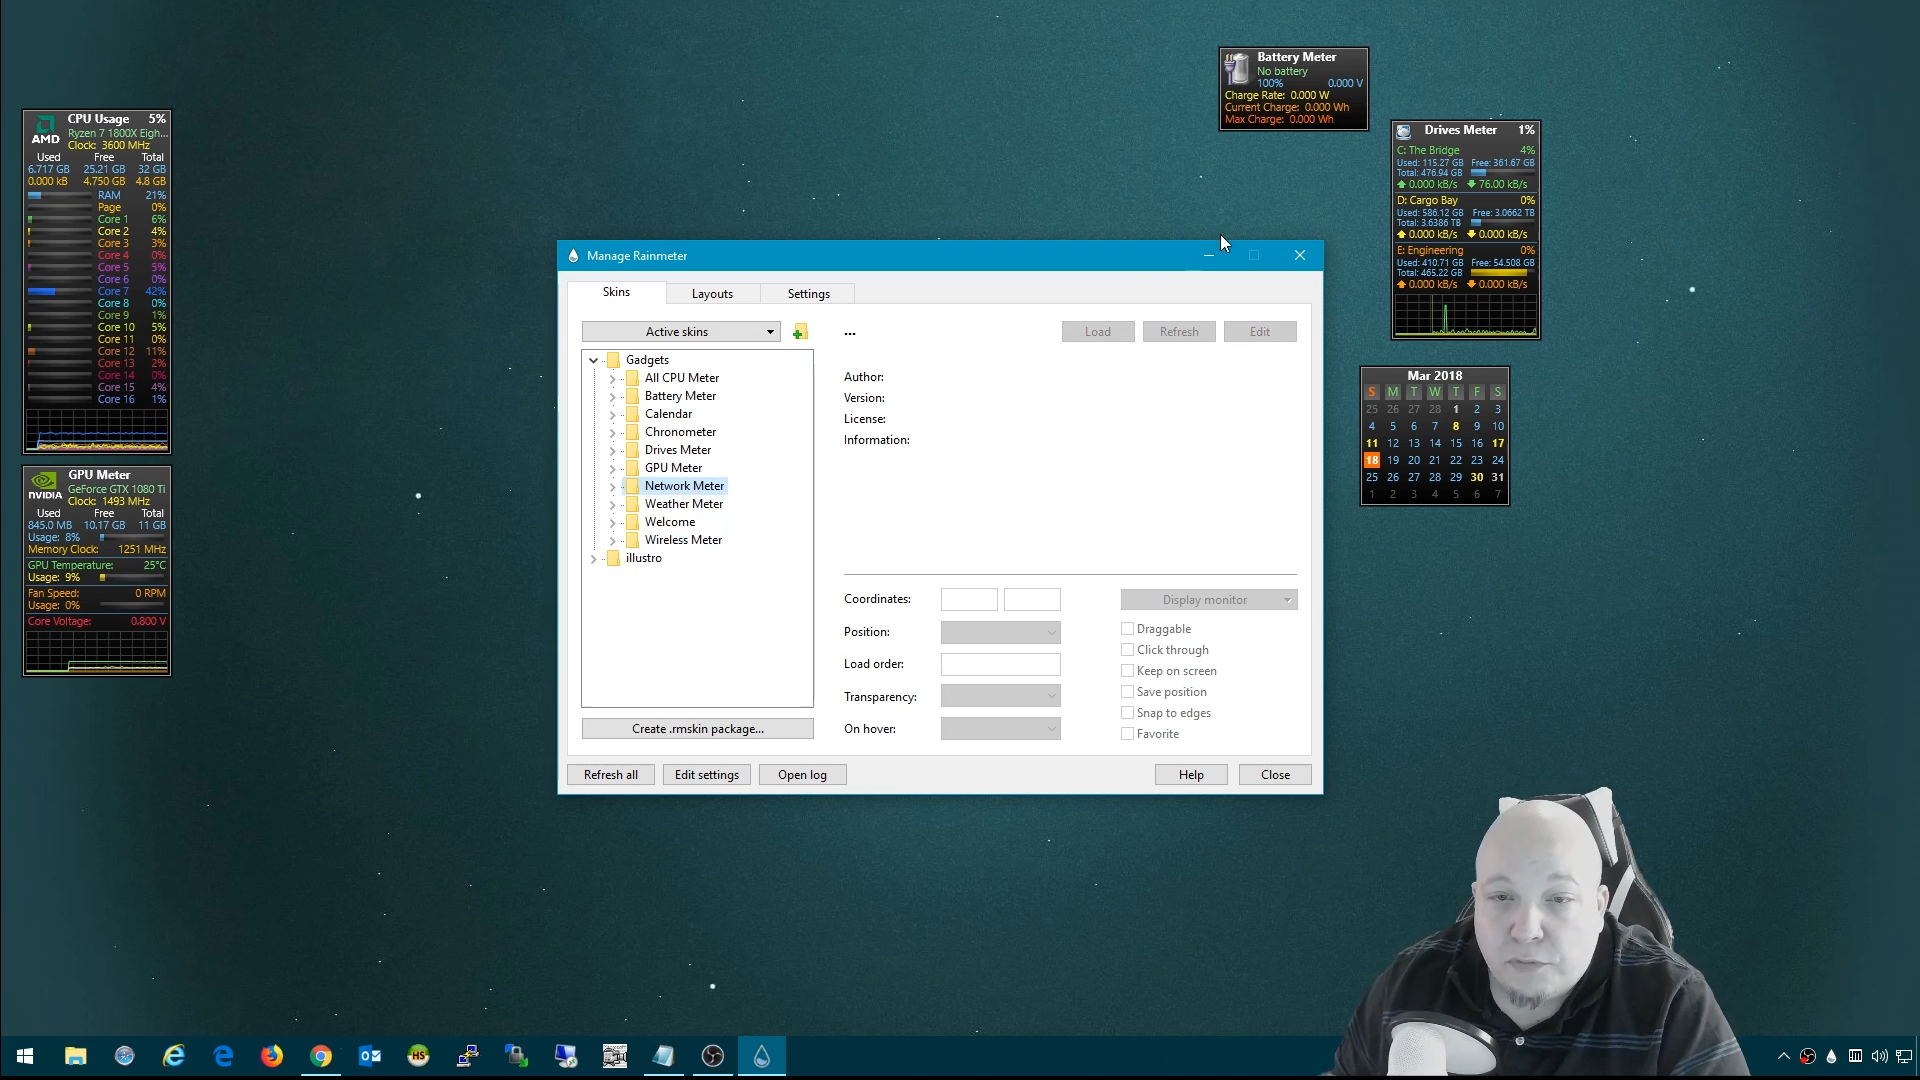 AMD
CPU Usage 5%
Ryzen 7 1800X Eigh...
Clock: 3600 MHz
Used Free Total
6.717 GB 25.21 GB 32 GB
0.000 kB 4.750 GB 4.8 GB
RAM 21%
Page 0%
Core 1 6%
Core 2 4%
Core 3 3%
Core 4 0%
Core 5 5%
Core 6 0%
Core 7 42%
Core 8 0%
Core 9 1%
Core 10 5%
Core 11 0%
Core 12 11%
Core 13 2%
Core 14 0%
Core 15 4%
Core 16 1%
NVIDIA
GPU Meter
GeForce GTX 1080 Ti
Clock: 1493 MHz
Used Free Total
845.0 MB 10.17 GB 11 GB
Usage: 8%
Memory Clock: 1251 MHz
GPU Temperature: 25°C
Usage: 9%
Fan Speed: 0 RPM
Usage: 0%
Core Voltage: 0.800 V
Manage Rainmeter
Skins Layouts Settings
Active skins
...
Load Refresh Edit
Gadgets
All CPU Meter
Battery Meter
Calendar
Chronometer
Drives Meter
GPU Meter
Network Meter
Weather Meter
Welcome
Wireless Meter
illustro
Create .rmskin package...
Author:
Version:
License:
Information:
Coordinates:
Position:
Load order:
Transparency:
On hover:
Display monitor
Draggable
Click through
Keep on screen
Save position
Snap to edges
Favorite
Refresh all Edit settings Open log Help Close
Battery Meter
No battery
100% 0.000 V
Charge Rate: 0.000 W
Current Charge: 0.000 Wh
Max Charge: 0.000 Wh
Drives Meter 1%
C: The Bridge 4%
Used: 115.27 GB Free: 361.67 GB
Total: 476.94 GB
0.000 kB/s 76.00 kB/s
D: Cargo Bay 0%
Used: 586.12 GB Free: 3.0662 TB
Total: 3.6386 TB
0.000 kB/s 0.000 kB/s
E: Engineering 0%
Used: 410.71 GB Free: 54.508 GB
Total: 465.22 GB
0.000 kB/s 0.000 kB/s
Mar 2018
S M T W T F S
25 26 27 28 1 2 3
4 5 6 7 8 9 10
11 12 13 14 15 16 17
18 19 20 21 22 23 24
25 26 27 28 29 30 31
1 2 3 4 5 6 7
HS